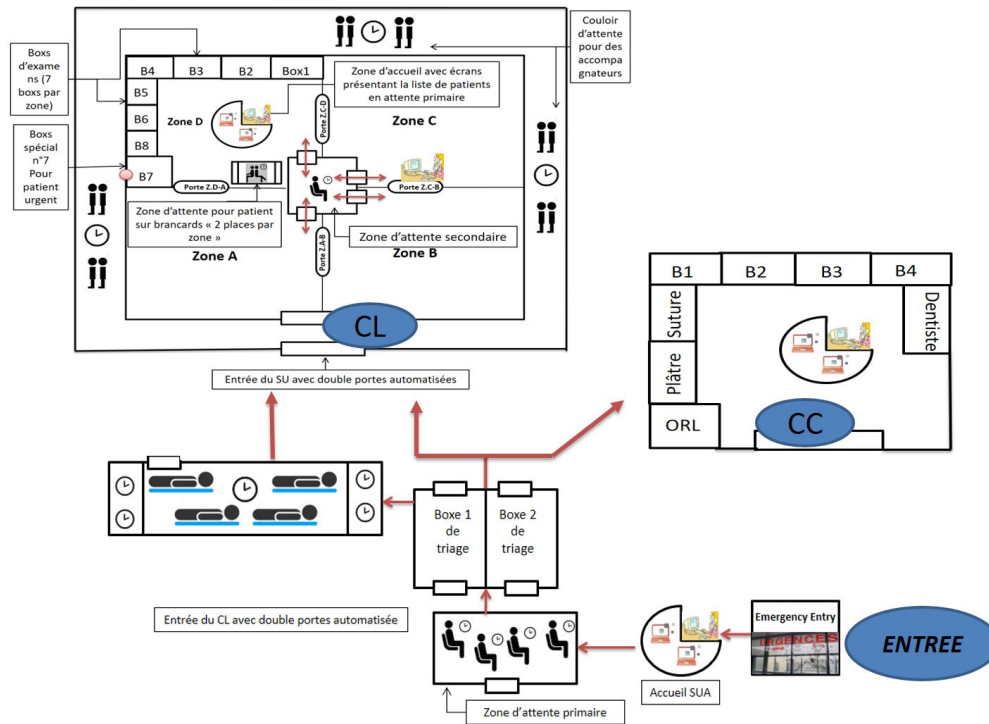 Boxs
d'exame
ns (7
boxs par
zone)
Boxs
spécial
n°7
Pour
patient
urgent
Couloir
d'attente
pour des
accompa
gnateurs
B4
B3
B2
Box1
B5
B6
B8
B7
Zone D
Zone d'accueil avec écrans
présentant la liste de patients
en attente primaire
Porte Z.C-D
Zone C
Porte Z.D-A
Porte Z.C-B
Zone d'attente pour patient
sur brancards « 2 places par
zone »
Zone A
Porte Z.A-B
Zone d'attente secondaire
Zone B
CL
Entrée du SU avec double portes automatisées
B1
B2
B3
B4
Suture
Plâtre
ORL
Dentiste
CC
Boxe 1
de
triage
Boxe 2
de
triage
Entrée du CL avec double portes automatisée
Zone d'attente primaire
Accueil SUA
Emergency Entry
URGENCES
ENTREE